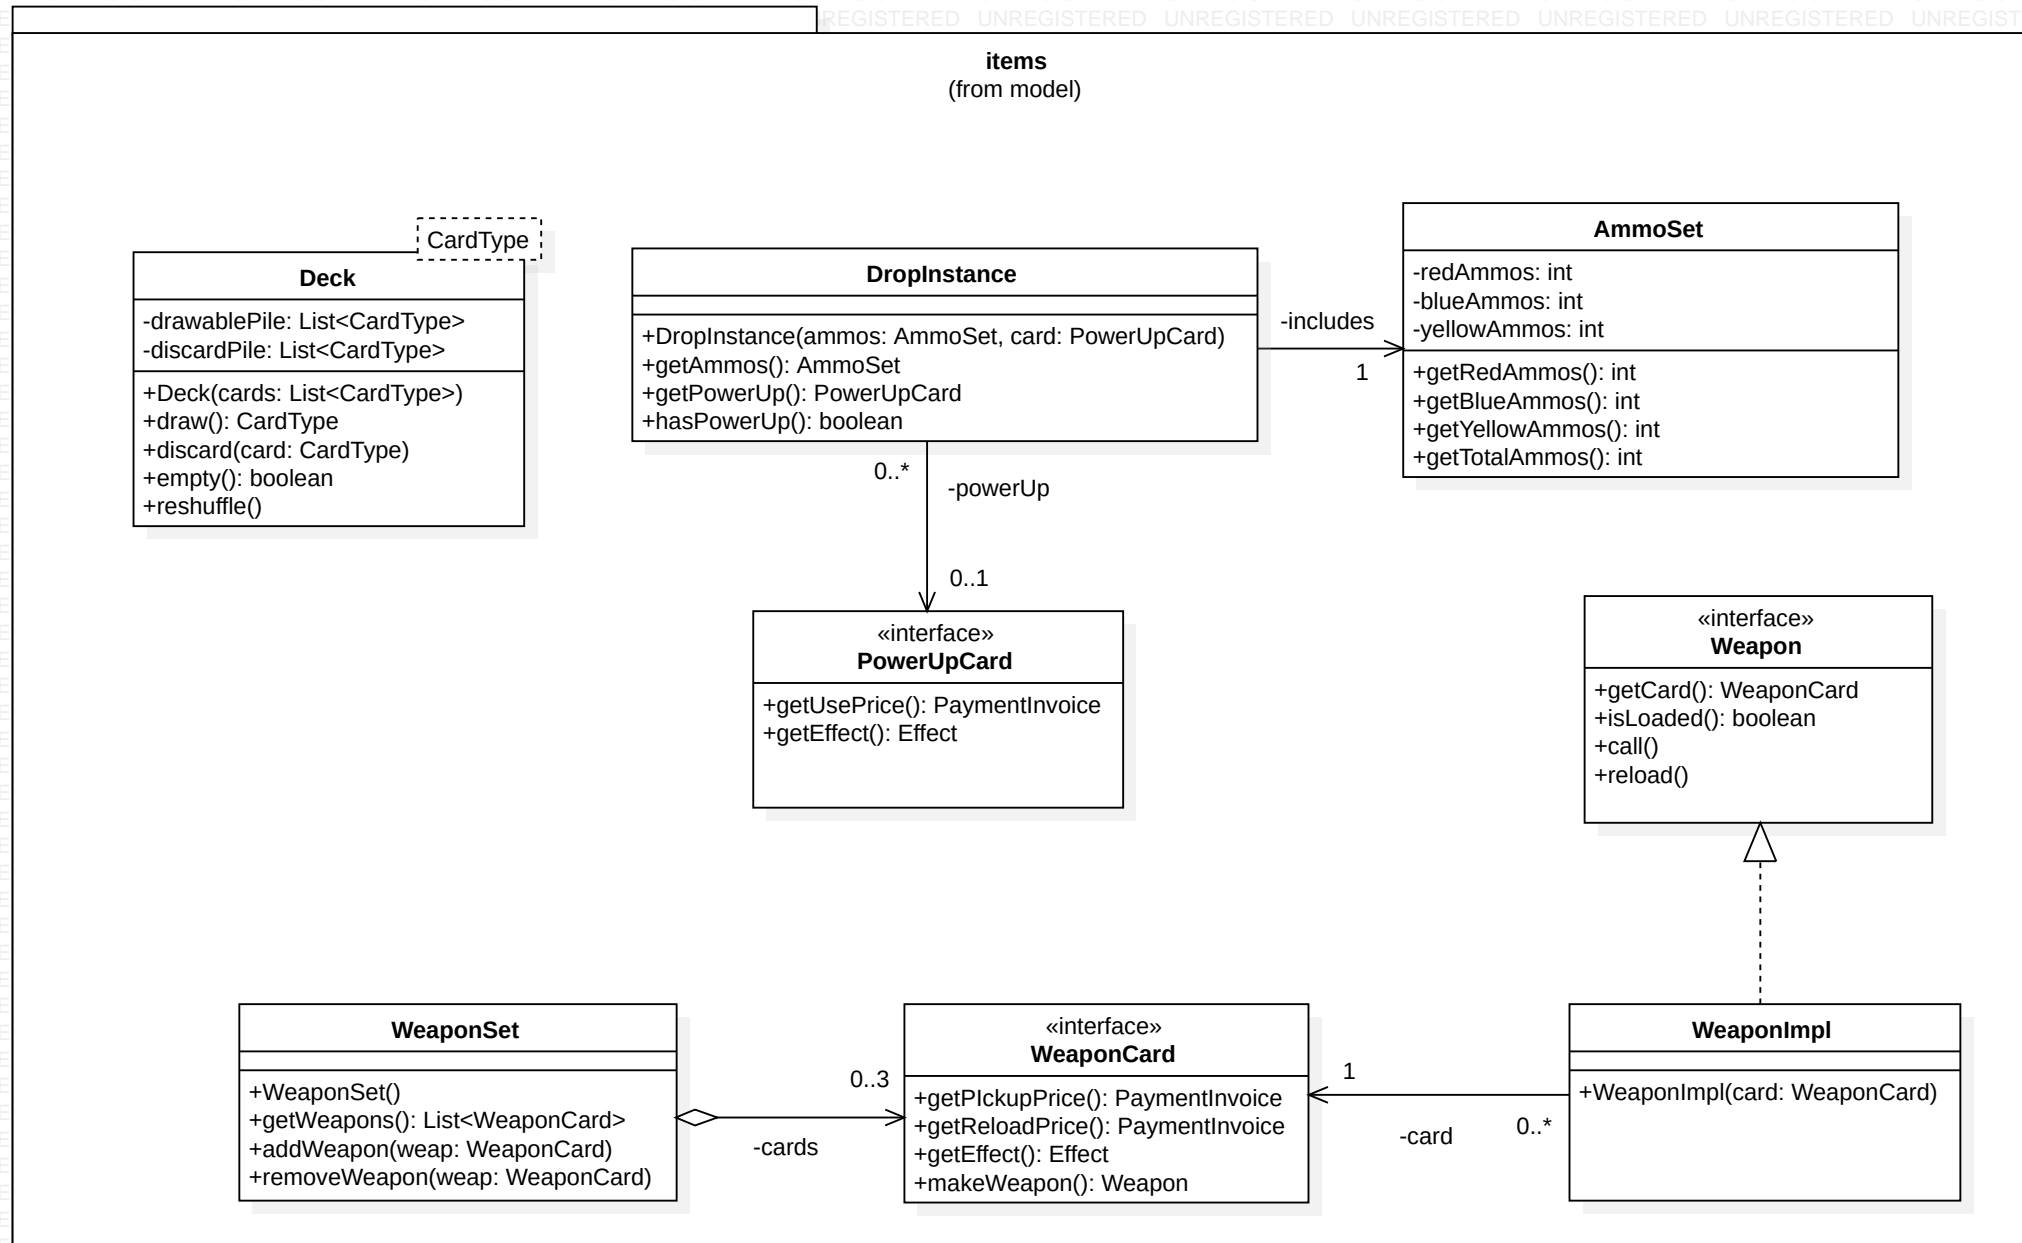 REGISTERED UNREGISTERED UNREGISTERED UNREGISTERED UNREGISTERED UNREGISTERED UNREGIST
items
(from model)
CardType
Deck
-drawablePile: List<CardType>
-discardPile: List<CardType>
+Deck(cards: List<CardType>)
+draw(): CardType
+discard(card: CardType)
+empty(): boolean
+reshuffle()
DropInstance
+DropInstance(ammos: AmmoSet, card: PowerUpCard)
+getAmmos(): AmmoSet
+getPowerUp(): PowerUpCard
+hasPowerUp(): boolean
-includes
1
AmmoSet
-redAmmos: int
-blueAmmos: int
-yellowAmmos: int
+getRedAmmos(): int
+getBlueAmmos(): int
+getYellowAmmos(): int
+getTotalAmmos(): int
0..*
-powerUp
0..1
«interface»
PowerUpCard
+getUsePrice(): PaymentInvoice
+getEffect(): Effect
«interface»
Weapon
+getCard(): WeaponCard
+isLoaded(): boolean
+call()
+reload()
WeaponSet
+WeaponSet()
+getWeapons(): List<WeaponCard>
+addWeapon(weap: WeaponCard)
+removeWeapon(weap: WeaponCard)
0..3
-cards
«interface»
WeaponCard
+getPIckupPrice(): PaymentInvoice
+getReloadPrice(): PaymentInvoice
+getEffect(): Effect
+makeWeapon(): Weapon
1
-card
0..*
WeaponImpl
+WeaponImpl(card: WeaponCard)